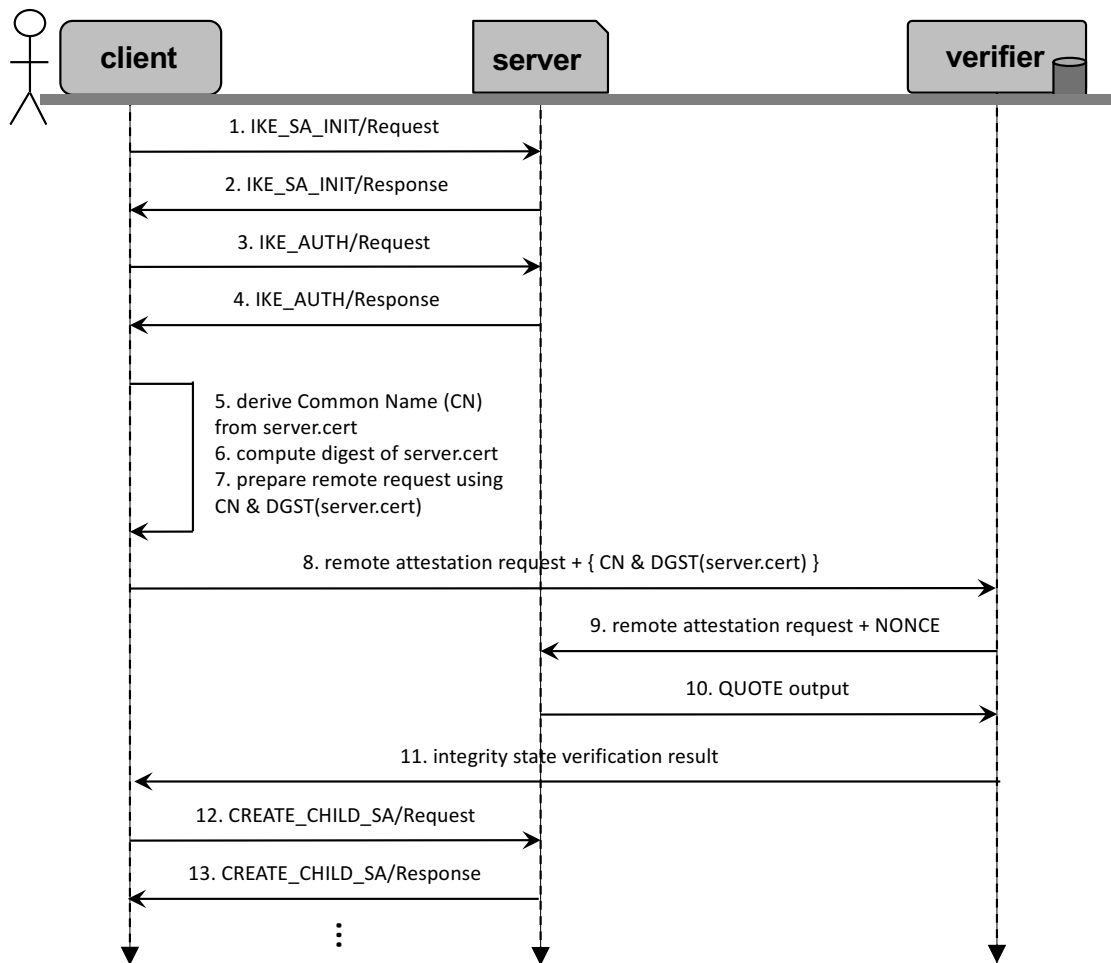 client
server
verifier
1. IKE_SA_INIT/Request
2. IKE_SA_INIT/Response
3. IKE_AUTH/Request
4. IKE_AUTH/Response
5. derive Common Name (CN)
from server.cert
6. compute digest of server.cert
7. prepare remote request using
CN & DGST(server.cert)
8. remote attestation request + { CN & DGST(server.cert) }
9. remote attestation request + NONCE
10. QUOTE output
11. integrity state verification result
12. CREATE_CHILD_SA/Request
13. CREATE_CHILD_SA/Response
⋮